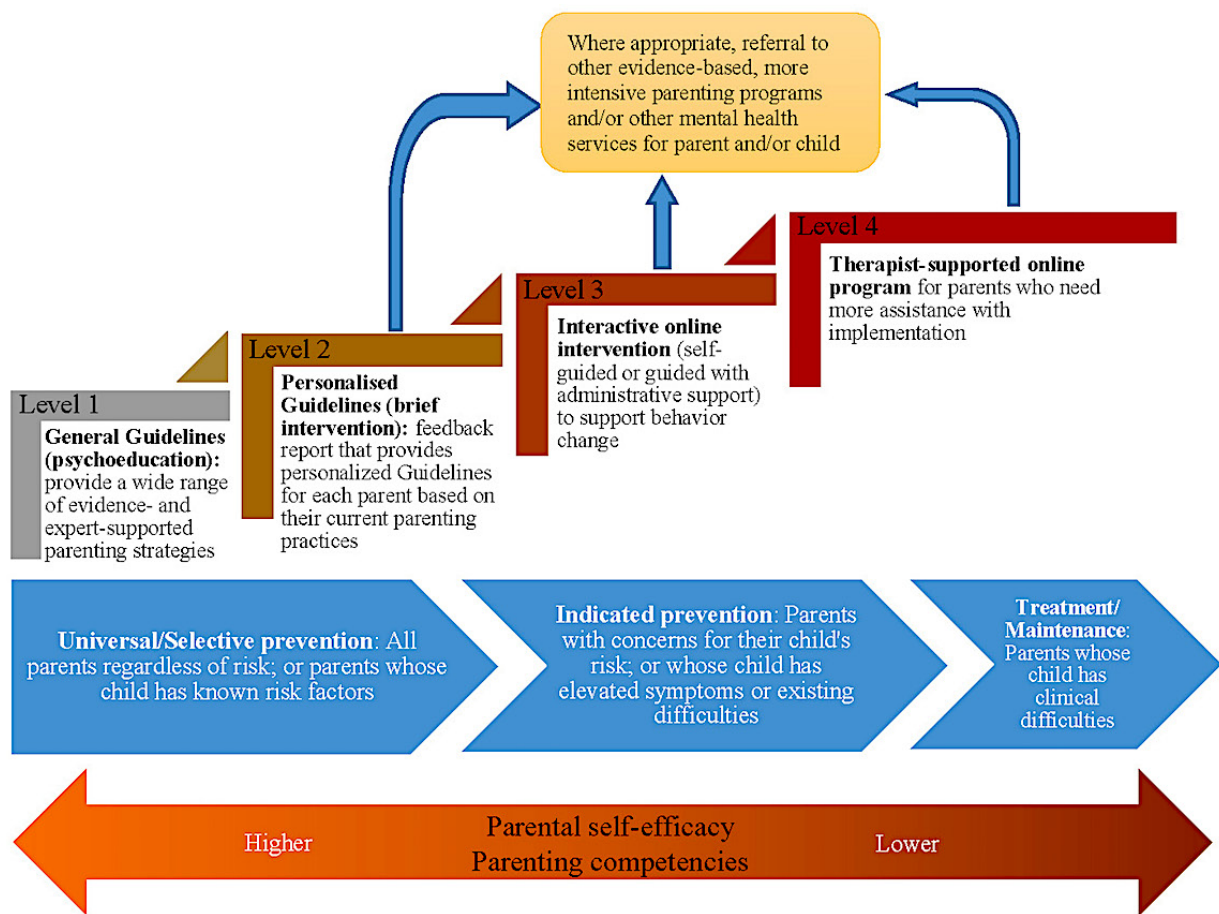 Where appropriate, referral to
other evidence-based, more
intensive parenting programs
and/or other mental health
services for parent and/or child
Level 1
General Guidelines
(psychoeducation):
provide a wide range
of evidence- and
expert-supported
parenting strategies
Level 2
Personalised
Guidelines (brief
intervention): feedback
report that provides
personalized Guidelines
for each parent based on
their current parenting
practices
Level 3
Interactive online
intervention (self-
guided or guided with
administrative support)
to support behavior
change
Level 4
Therapist-supported online
program for parents who need
more assistance with
implementation
Universal/Selective prevention: All
parents regardless of risk; or parents whose
child has known risk factors
Indicated prevention: Parents
with concerns for their child's
risk; or whose child has
elevated symptoms or existing
difficulties
Treatment/
Maintenance:
Parents whose
child has
clinical
difficulties
Higher
Parental self-efficacy
Parenting competencies
Lower